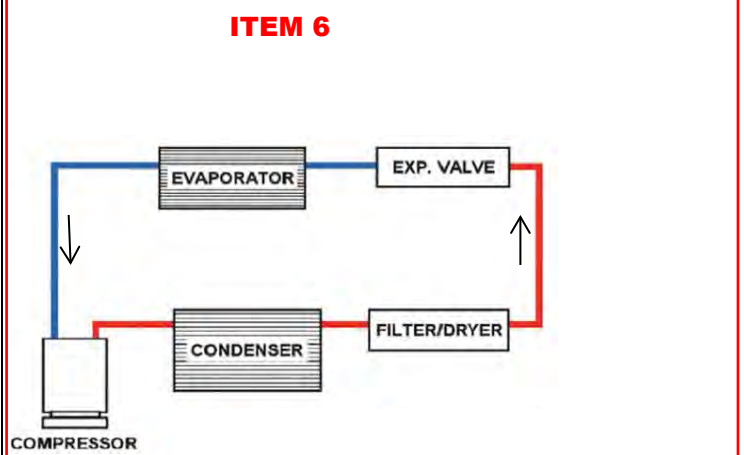 ITEM 6
EVAPORATOR
EXP. VALVE
CONDENSER
FILTER/DRYER
COMPRESSOR